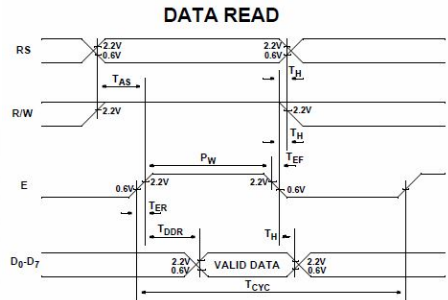 DATA READ
RS
2.2V
0.6V
2.2V
0.6V
TAS
TH
R/W
2.2V
2.2V
TH
PW
TEF
E
0.6V
2.2V
2.2V
0.6V
TER
TDDR
TH
D0-D7
2.2V
0.6V
VALID DATA
2.2V
0.6V
TCYC